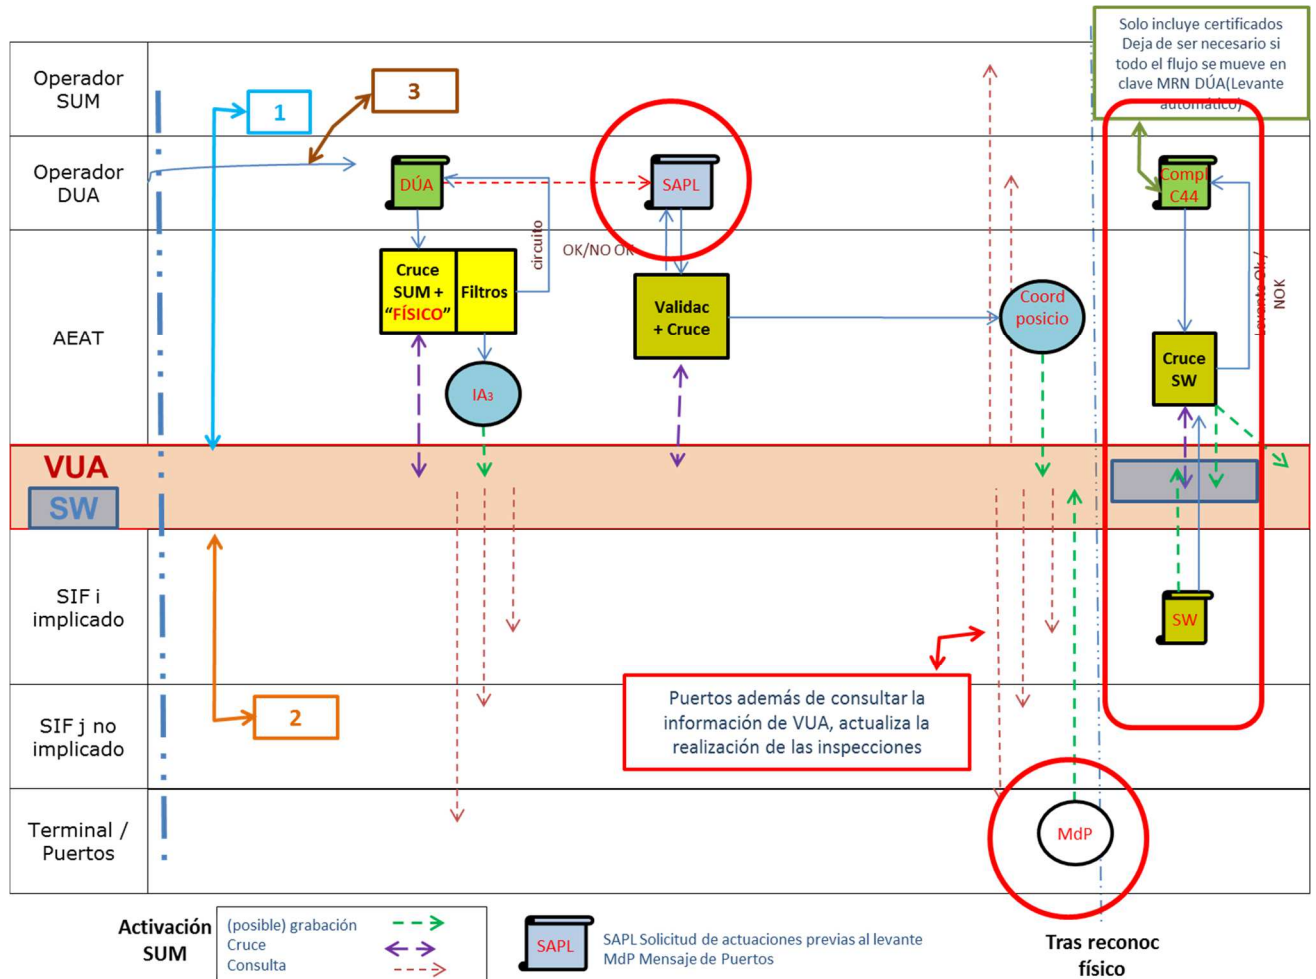 Solo incluye certificados
Deja de ser necesario si
todo el flujo se mueve en
clave MRN DÚA(Levante
automático)
Operador
SUM
1
3
Operador
DUA
DÚA
SAPL
Compl
C44
circuito
OK/NO OK
Levante Ok /
NOK
AEAT
Cruce
SUM +
“FÍSICO”
Filtros
Validac
+ Cruce
Coord
posicio
IA3
Cruce
SW
VUA
SW
SIF i
implicado
SW
SIF j no
implicado
2
Puertos además de consultar la
información de VUA, actualiza la
realización de las inspecciones
Terminal /
Puertos
MdP
Activación
SUM
(posible) grabación
Cruce
Consulta
SAPL
SAPL Solicitud de actuaciones previas al levante
MdP Mensaje de Puertos
Tras reconoc
físico